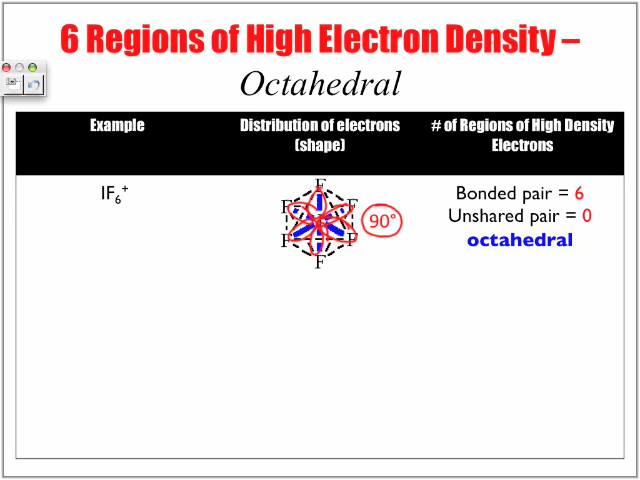 6 Regions of High Electron Density –
Octahedral
Example
Distribution of electrons
(shape)
# of Regions of High Density
Electrons
IF₆⁺
F
F
F
90°
F
F
F
Bonded pair = 6
Unshared pair = 0
octahedral